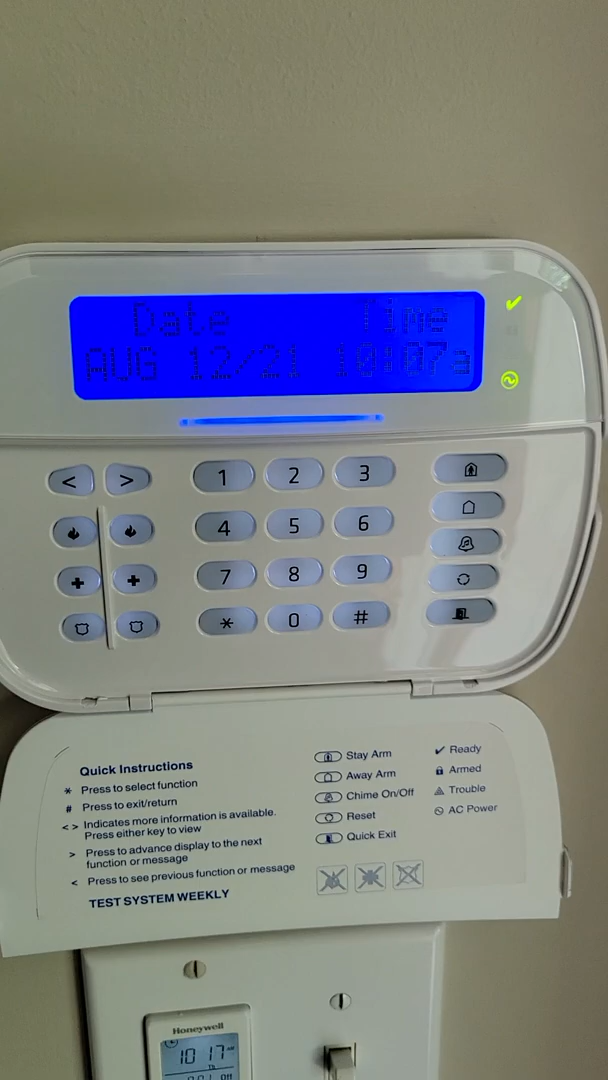 Date Time
AUG 12/21 10:07a
< >
1 2 3
4 5 6
7 8 9
* 0 #
Quick Instructions
* Press to select function
# Press to exit/return
< > Indicates more information is available.
Press either key to view
> Press to advance display to the next
function or message
< Press to see previous function or message
TEST SYSTEM WEEKLY
Stay Arm
Away Arm
Chime On/Off
Reset
Quick Exit
Ready
Armed
Trouble
AC Power
Honeywell
10 17